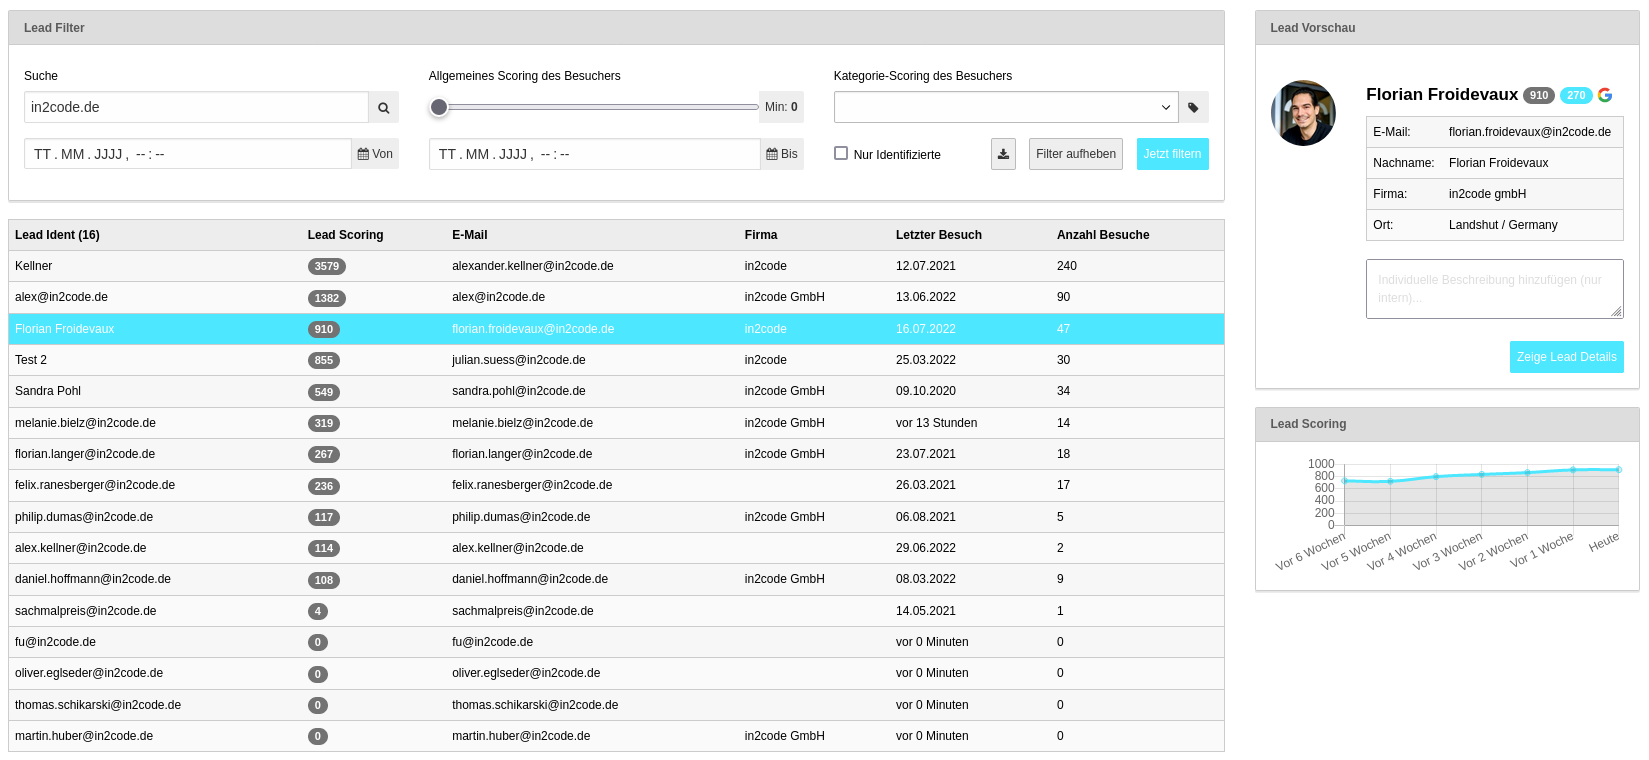 Lead Filter
Suche
Allgemeines Scoring des Besuchers
Kategorie-Scoring des Besuchers
in2code.de
Min: 0
TT . MM . JJJJ ,  -- : --
Von
TT . MM . JJJJ ,  -- : --
Bis
Nur Identifizierte
Filter aufheben
Jetzt filtern
Lead Ident (16) Lead Scoring E-Mail Firma Letzter Besuch Anzahl Besuche
Kellner 3579 alexander.kellner@in2code.de in2code 12.07.2021 240
alex@in2code.de 1382 alex@in2code.de in2code GmbH 13.06.2022 90
Florian Froidevaux 910 florian.froidevaux@in2code.de in2code 16.07.2022 47
Test 2 855 julian.suess@in2code.de in2code 25.03.2022 30
Sandra Pohl 549 sandra.pohl@in2code.de in2code GmbH 09.10.2020 34
melanie.bielz@in2code.de 319 melanie.bielz@in2code.de in2code GmbH vor 13 Stunden 14
florian.langer@in2code.de 267 florian.langer@in2code.de in2code GmbH 23.07.2021 18
felix.ranesberger@in2code.de 236 felix.ranesberger@in2code.de 26.03.2021 17
philip.dumas@in2code.de 117 philip.dumas@in2code.de in2code GmbH 06.08.2021 5
alex.kellner@in2code.de 114 alex.kellner@in2code.de 29.06.2022 2
daniel.hoffmann@in2code.de 108 daniel.hoffmann@in2code.de in2code GmbH 08.03.2022 9
sachmalpreis@in2code.de 4 sachmalpreis@in2code.de 14.05.2021 1
fu@in2code.de 0 fu@in2code.de vor 0 Minuten 0
oliver.eglseder@in2code.de 0 oliver.eglseder@in2code.de vor 0 Minuten 0
thomas.schikarski@in2code.de 0 thomas.schikarski@in2code.de vor 0 Minuten 0
martin.huber@in2code.de 0 martin.huber@in2code.de in2code GmbH vor 0 Minuten 0
Lead Vorschau
Florian Froidevaux 910 270
E-Mail: florian.froidevaux@in2code.de
Nachname: Florian Froidevaux
Firma: in2code gmbH
Ort: Landshut / Germany
Individuelle Beschreibung hinzufügen (nur
intern)...
Zeige Lead Details
Lead Scoring
1000
800
600
400
200
0
Vor 6 Wochen
Vor 5 Wochen
Vor 4 Wochen
Vor 3 Wochen
Vor 2 Wochen
Vor 1 Woche
Heute